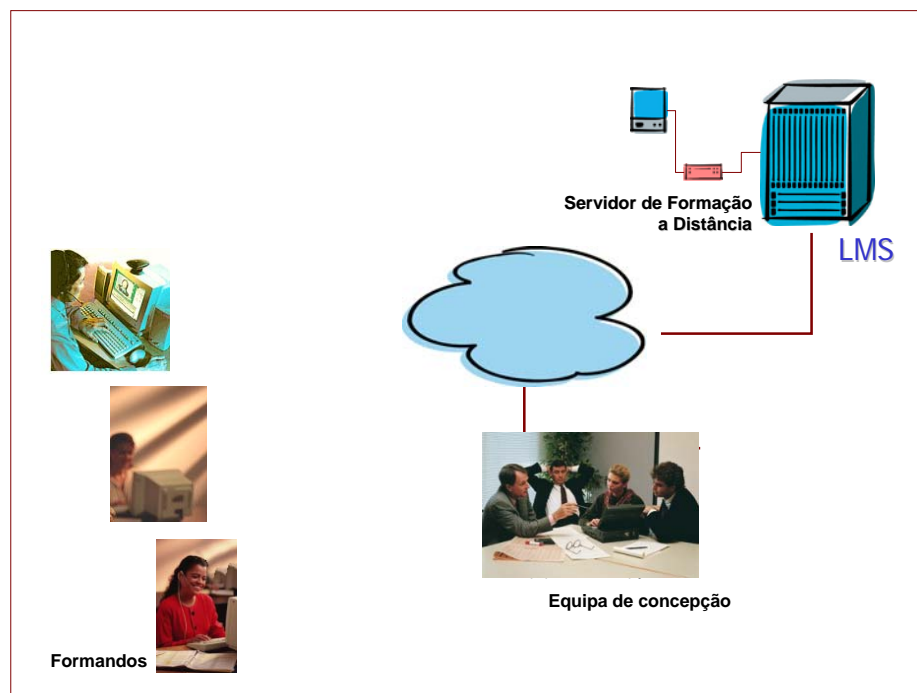 Servidor de Formação
a Distância
LMS
Equipa de concepção
Formandos